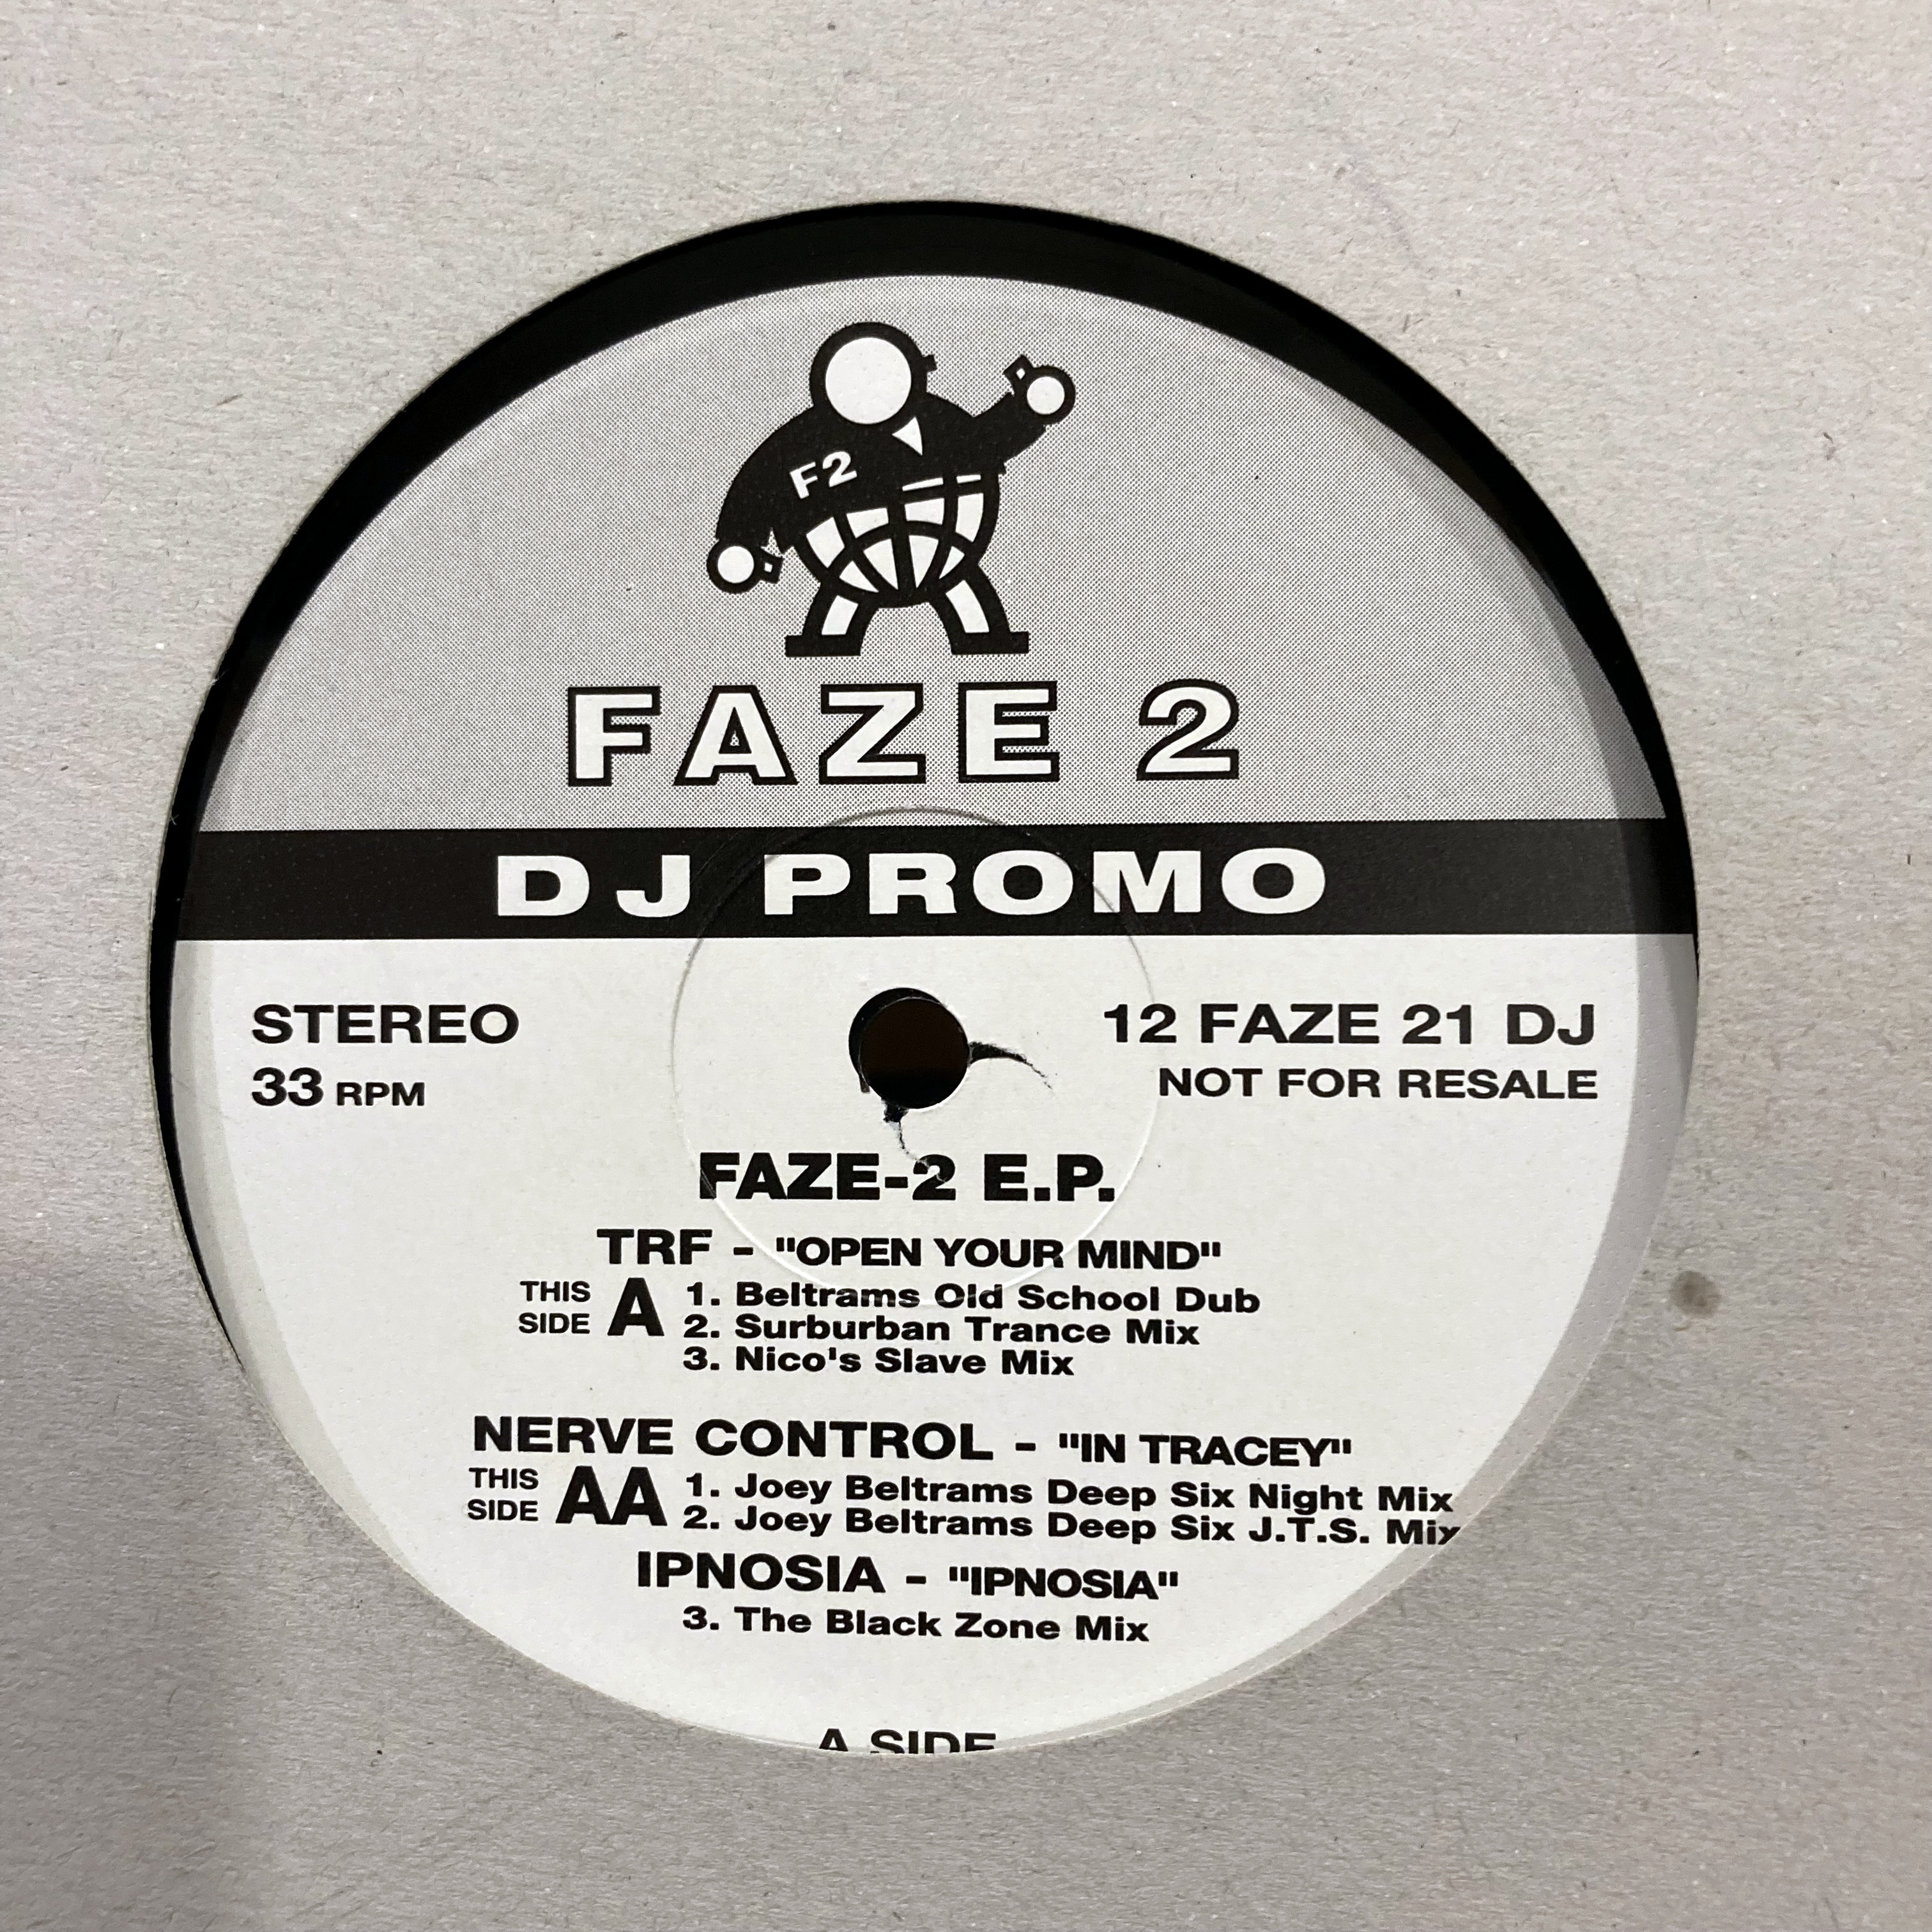 F2
FAZE 2
DJ PROMO
STEREO
12 FAZE 21 DJ
33 RPM
NOT FOR RESALE
FAZE-2 E.P.
TRF - "OPEN YOUR MIND"
THIS SIDE A
1. Beltrams Old School Dub
2. Surburban Trance Mix
3. Nico's Slave Mix
NERVE CONTROL - "IN TRACEY"
THIS SIDE AA
1. Joey Beltrams Deep Six Night Mix
2. Joey Beltrams Deep Six J.T.S. Mix
IPNOSIA - "IPNOSIA"
3. The Black Zone Mix
A SIDE